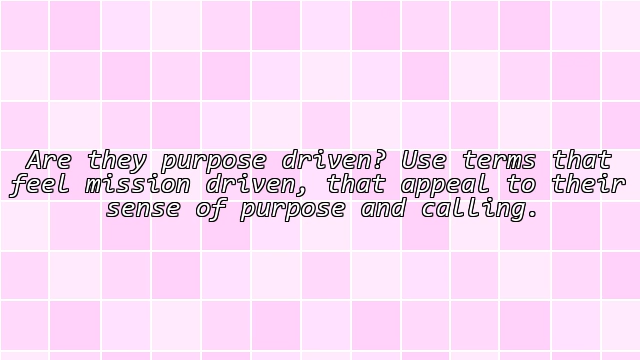 Are they purpose driven? Use terms that
feel mission driven, that appeal to their
sense of purpose and calling.